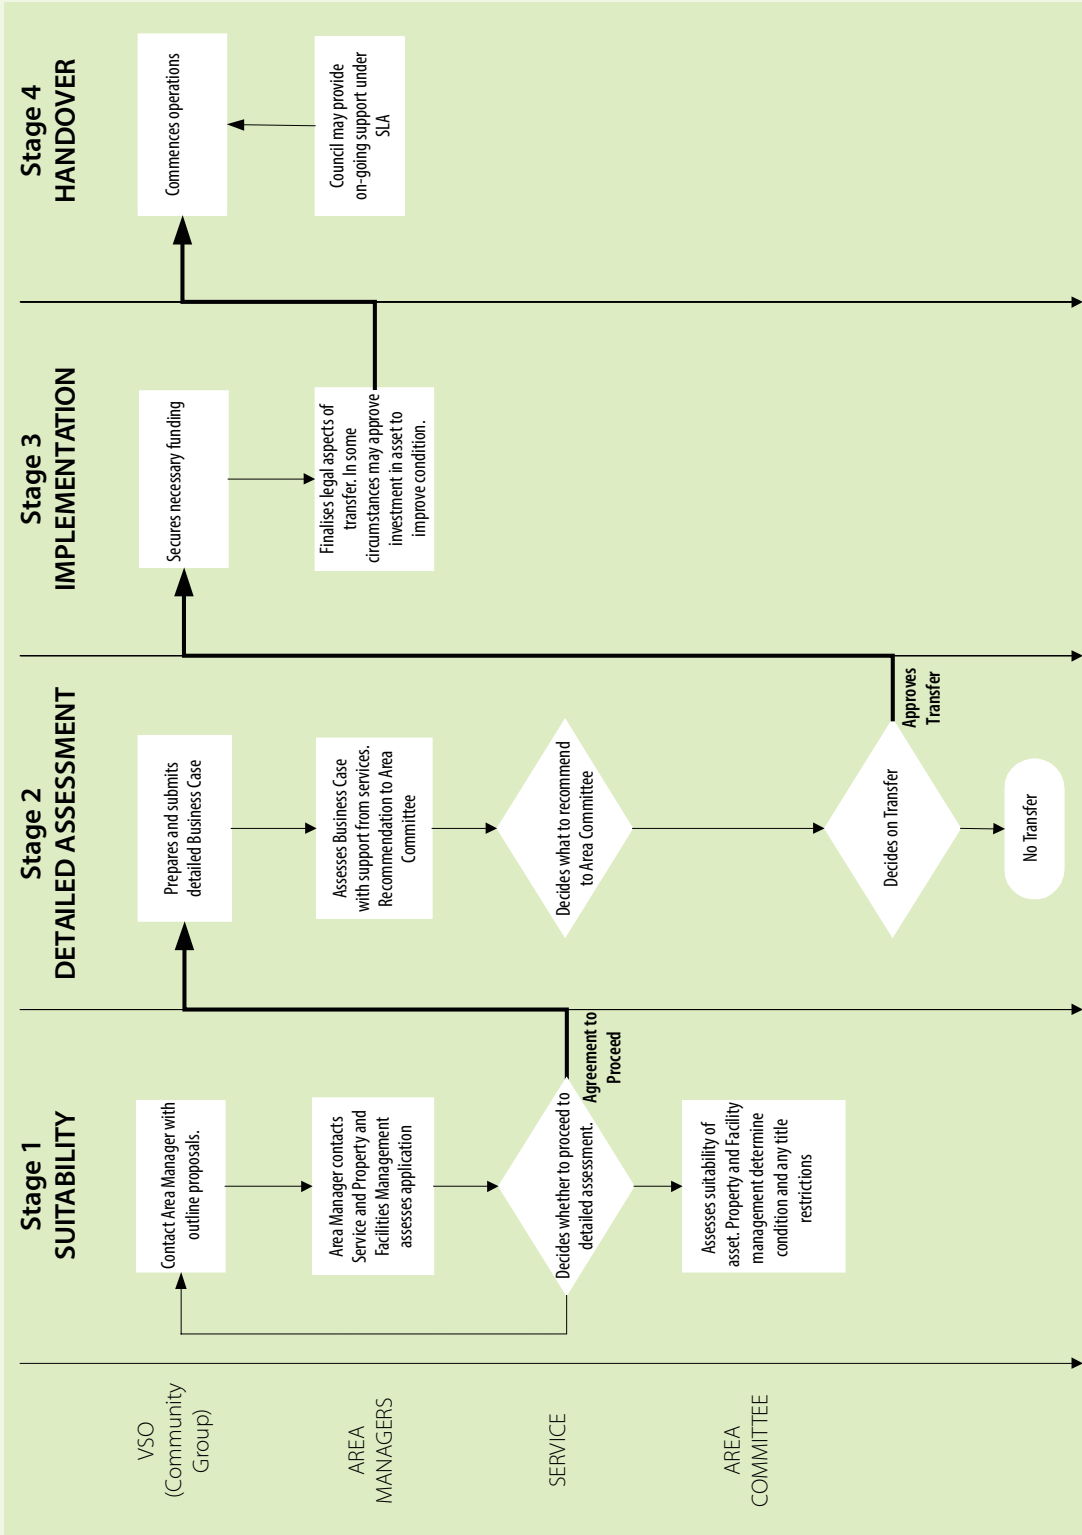 Stage 1
SUITABILITY
Stage 2
DETAILED ASSESSMENT
Stage 3
IMPLEMENTATION
Stage 4
HANDOVER
VSO
(Community
Group)
Contact Area Manager with
outline proposals.
Prepares and submits
detailed Business Case
Secures necessary funding
Commences operations
AREA
MANAGERS
Area Manager contacts
Service and Property and
Facilities Management
assesses application
Assesses Business Case
with support from services.
Recommendation to Area
Committee
Finalises legal aspects of
transfer. In some
circumstances may approve
investment in asset to
improve condition.
Council may provide
on-going support under
SLA
SERVICE
Decides whether to proceed to
detailed assessment.
Agreement to
Proceed
Decides what to recommend
to Area Committee
AREA
COMMITTEE
Assesses suitability of
asset. Property and Facility
management determine
condition and any title
restrictions
Decides on Transfer
Approves
Transfer
No Transfer